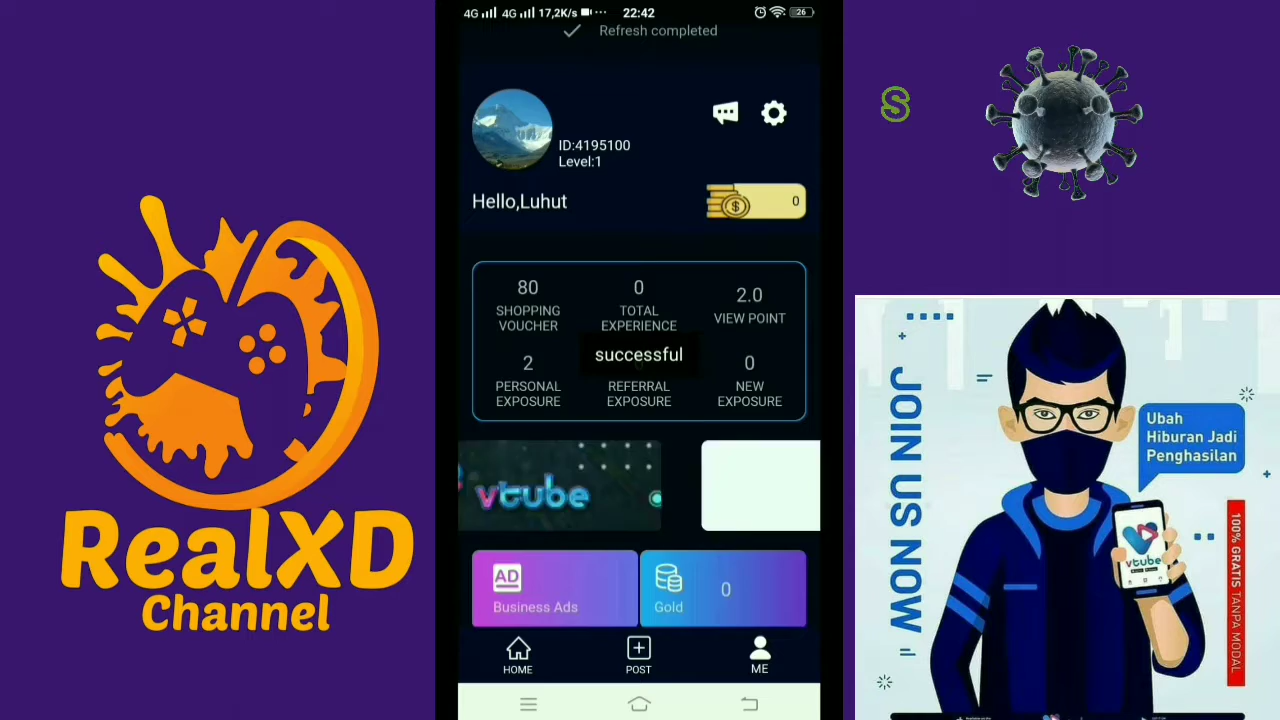 RealXD
Channel
4G 4G 17,2K/s 22:42 26
Refresh completed
ID:4195100
Level:1
Hello,Luhut
$ 0
80
SHOPPING
VOUCHER
0
TOTAL
EXPERIENCE
2.0
VIEW POINT
successful
2
PERSONAL
EXPOSURE
REFERRAL
EXPOSURE
0
NEW
EXPOSURE
vtube
AD
Business Ads
Gold 0
HOME
POST
ME
S
JOIN US NOW
Ubah
Hiburan Jadi
Penghasilan
vtube
100% GRATIS TANPA MODAL